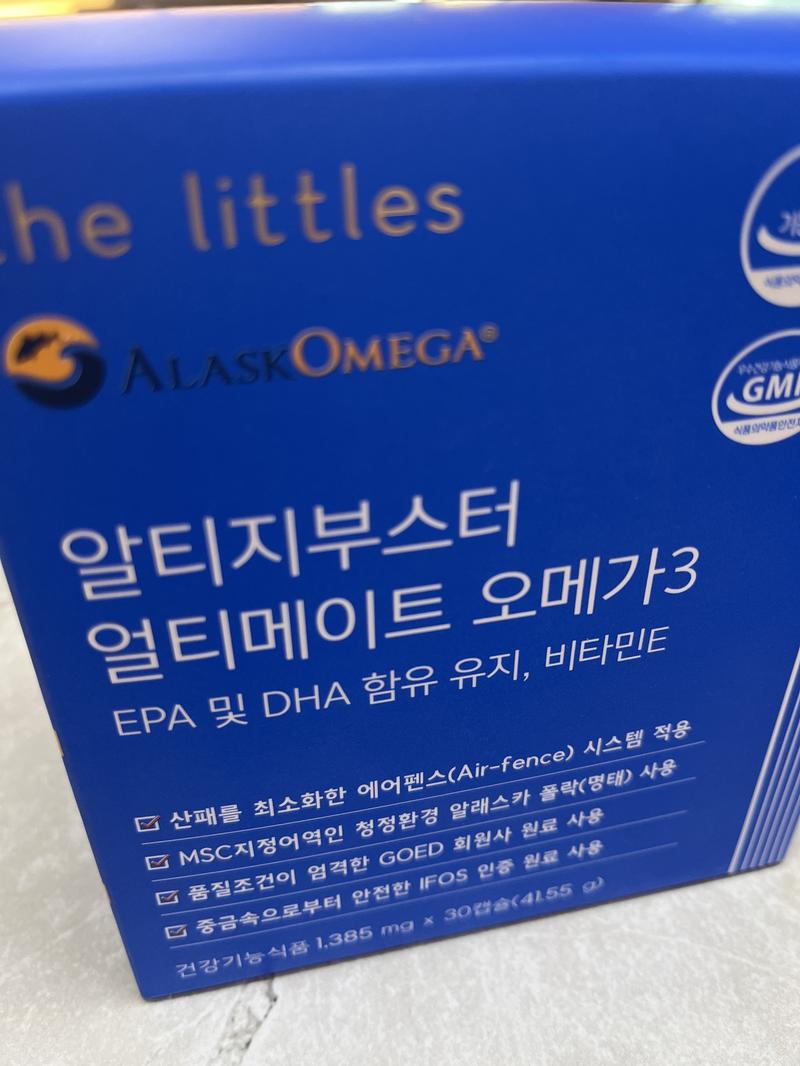 the littles
ALASKOMEGA®
GMP
알티지부스터
얼티메이트 오메가3
EPA 및 DHA 함유 유지, 비타민E
산패를 최소화한 에어펜스(Air-fence) 시스템 적용
MSC지정어역인 청정환경 알래스카 폴락(명태) 사용
품질조건이 엄격한 GOED 회원사 원료 사용
중금속으로부터 안전한 IFOS 인증 원료 사용
건강기능식품 1,385 mg × 30캡슐(41.55 g)